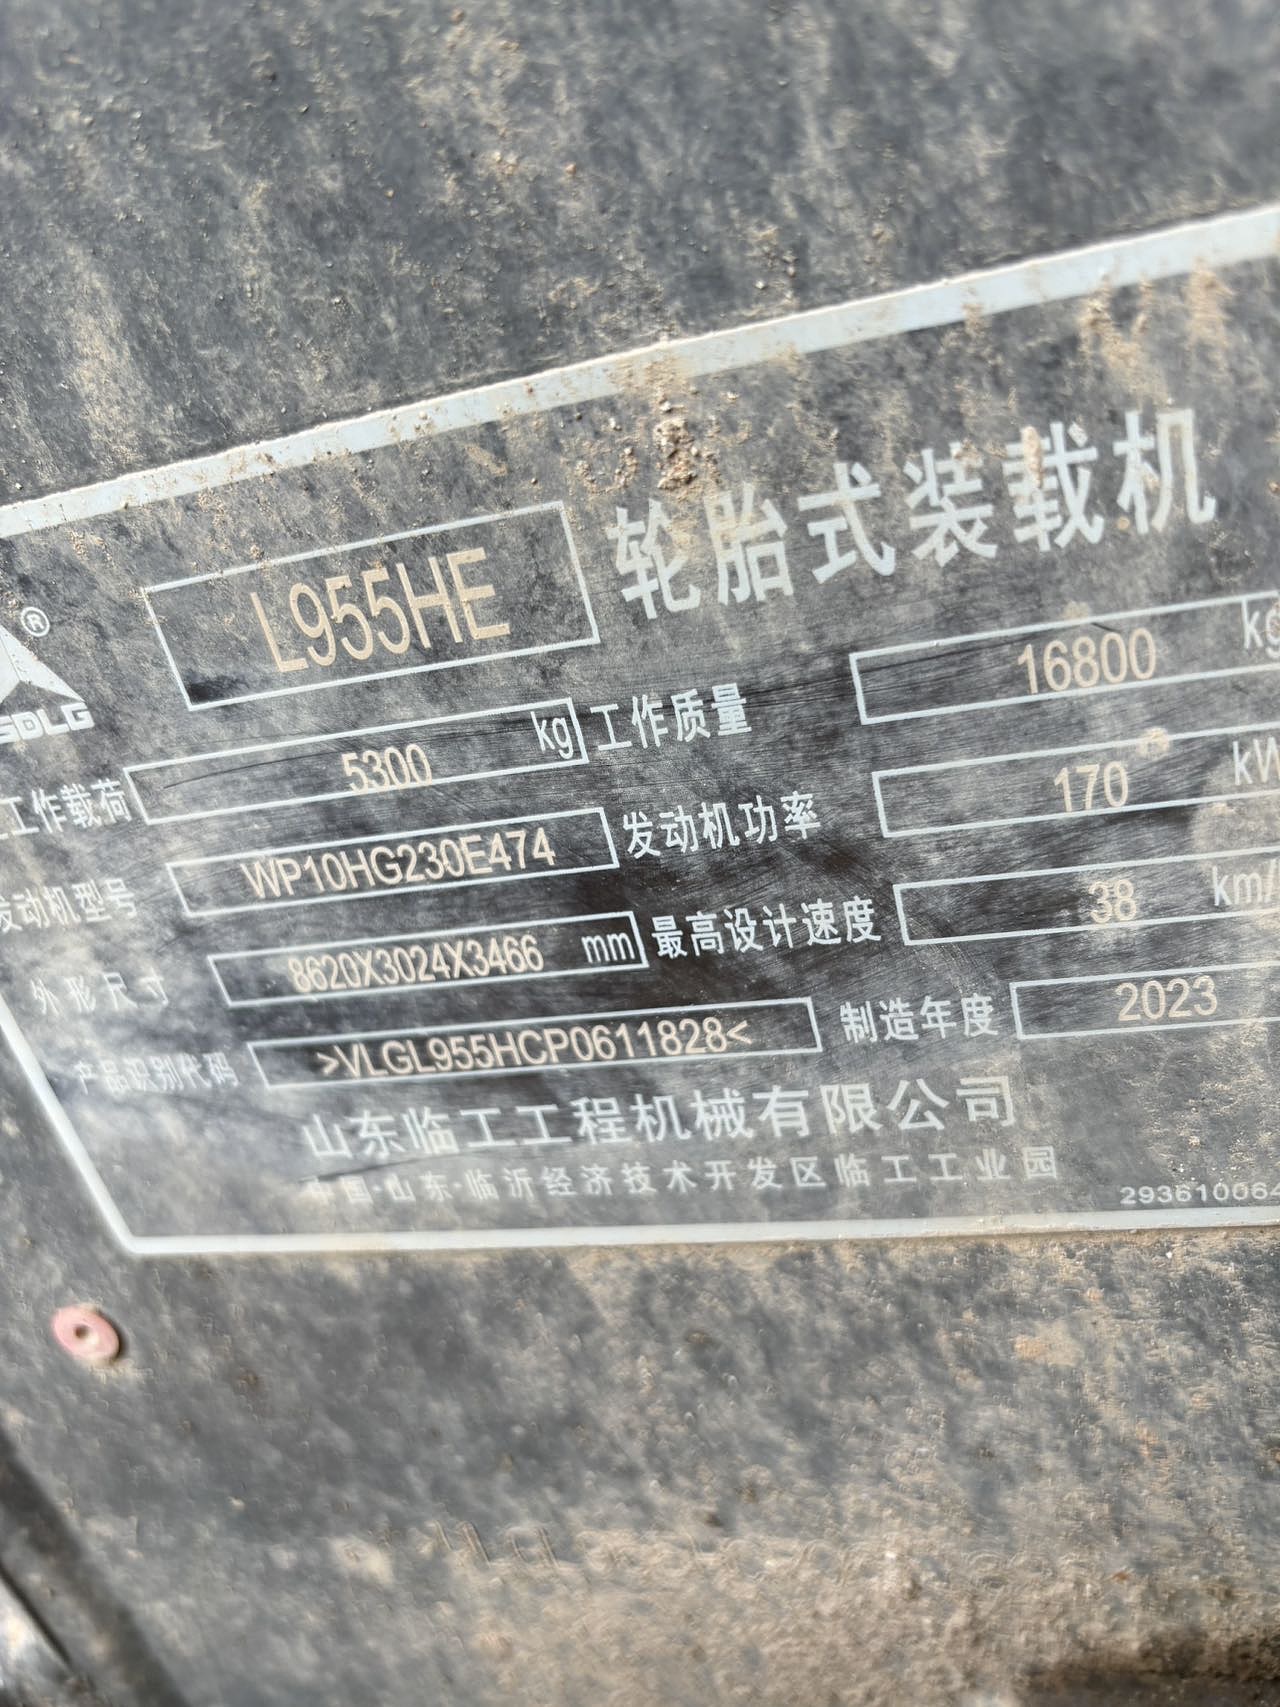 L955HE 轮胎式装载机
® SDLG
工作载荷 5300 kg 工作质量 16800 kg
发动机型号 WP10HG230E474 发动机功率 170 kW
外形尺寸 8620X3024X3466 mm 最高设计速度 38 km/
产品识别代码 >VLGL955HCP0611828< 制造年度 2023
山东临工工程机械有限公司
中国·山东·临沂经济技术开发区临工工业园
293610064